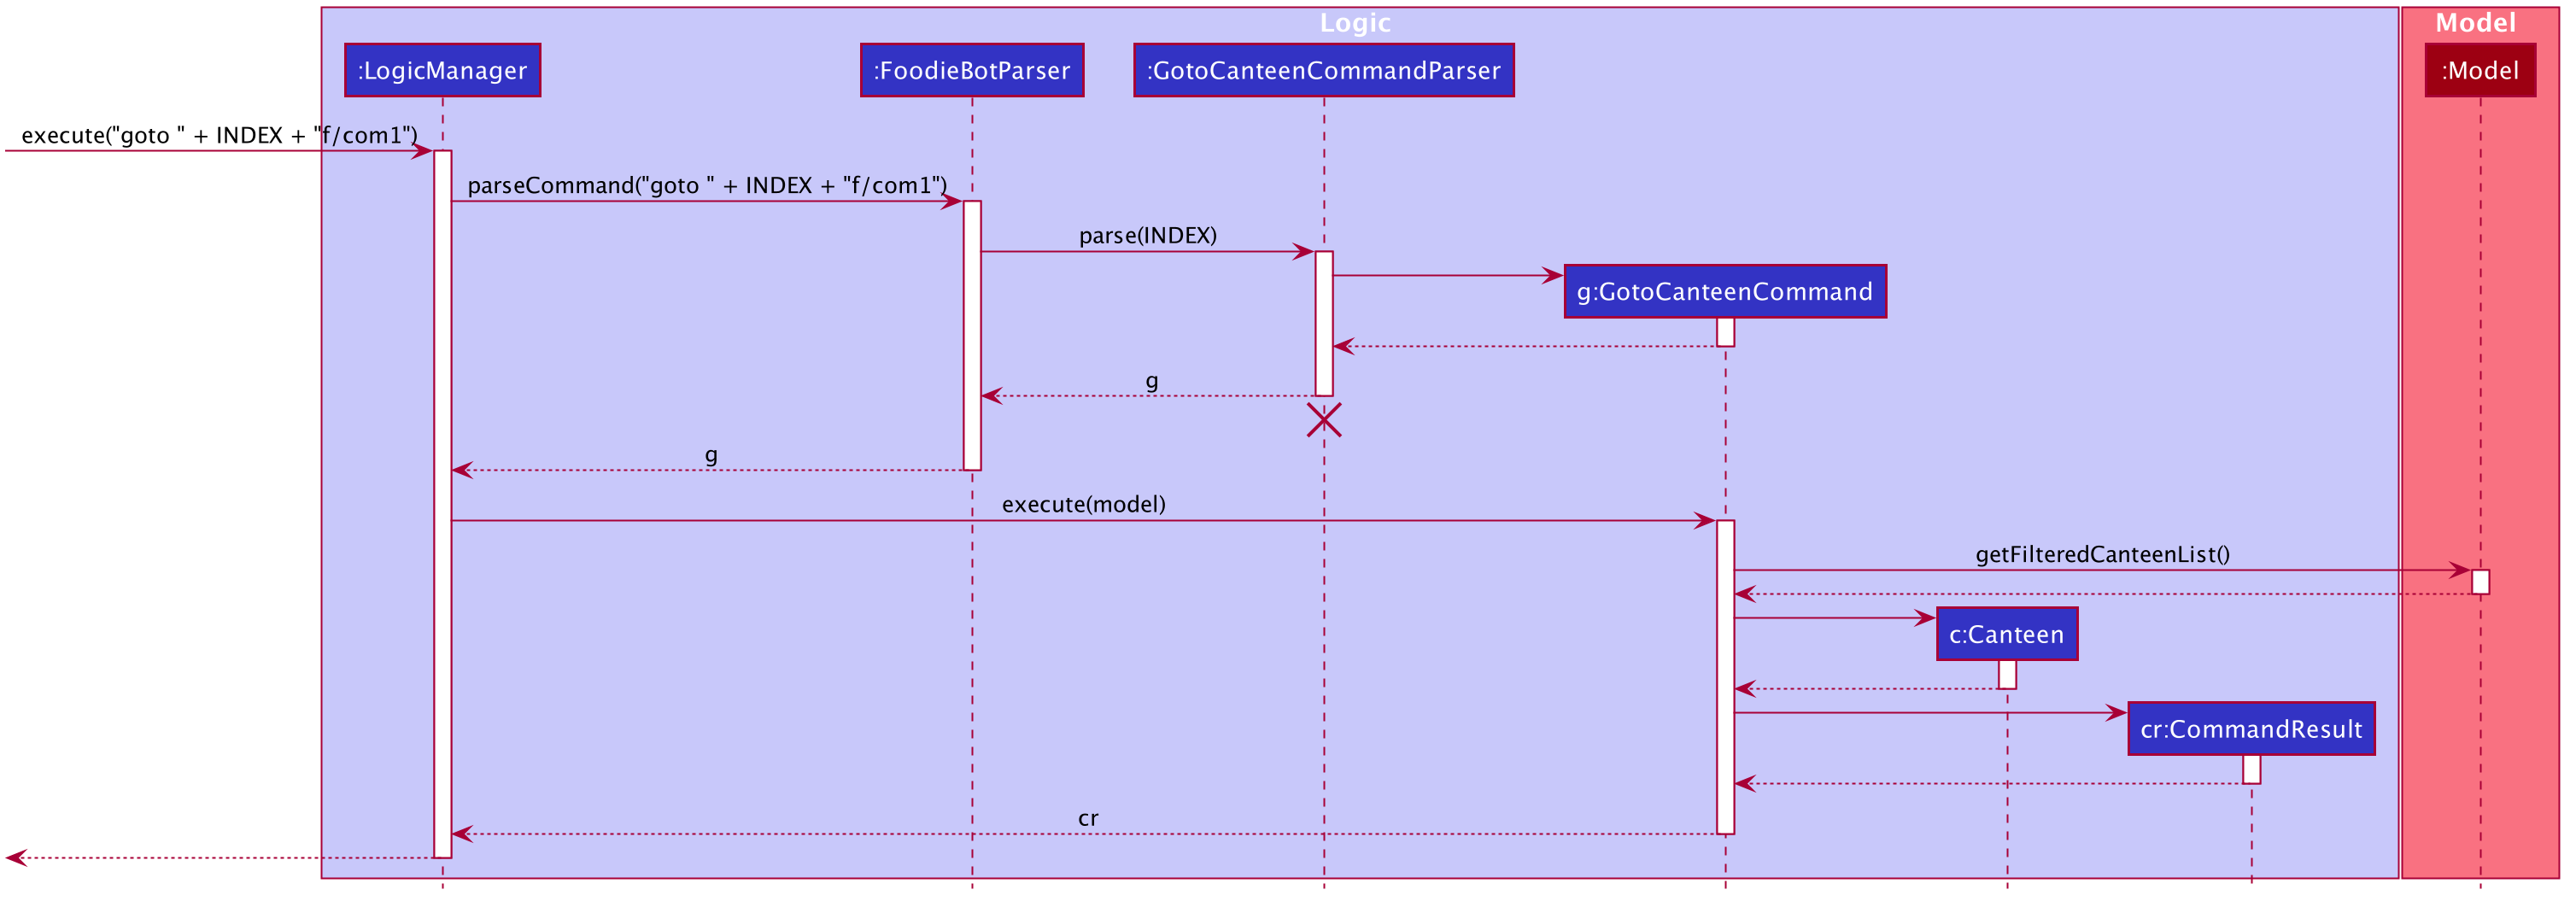 Logic
Model
:LogicManager
:FoodieBotParser
:GotoCanteenCommandParser
:Model
execute("goto " + INDEX + "f/com1")
parseCommand("goto " + INDEX + "f/com1")
parse(INDEX)
g:GotoCanteenCommand
g
g
execute(model)
getFilteredCanteenList()
c:Canteen
cr:CommandResult
cr